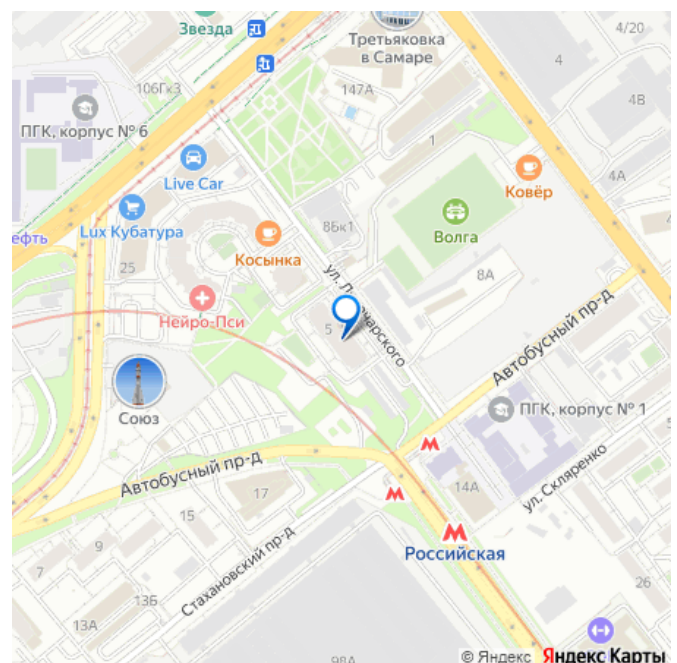 Звезда
Третьяковка
в Самаре
4/20
4
106Гк3
147А
4В
ПГК, корпус № 6
1
Live Car
Ковёр
4А
Lux Кубатура
8Бк1
Волга
ефть
Косынка
25
8А
Нейро-Пси
5
Автобусный пр-д
Союз
ПГК, корпус № 1
Автобусный пр-д
ул. Скляренко
17
14А
15
Российская
9
Стахановский пр-д
7
13Б
26
13А
98А
© Яндекс Яндекс Карты